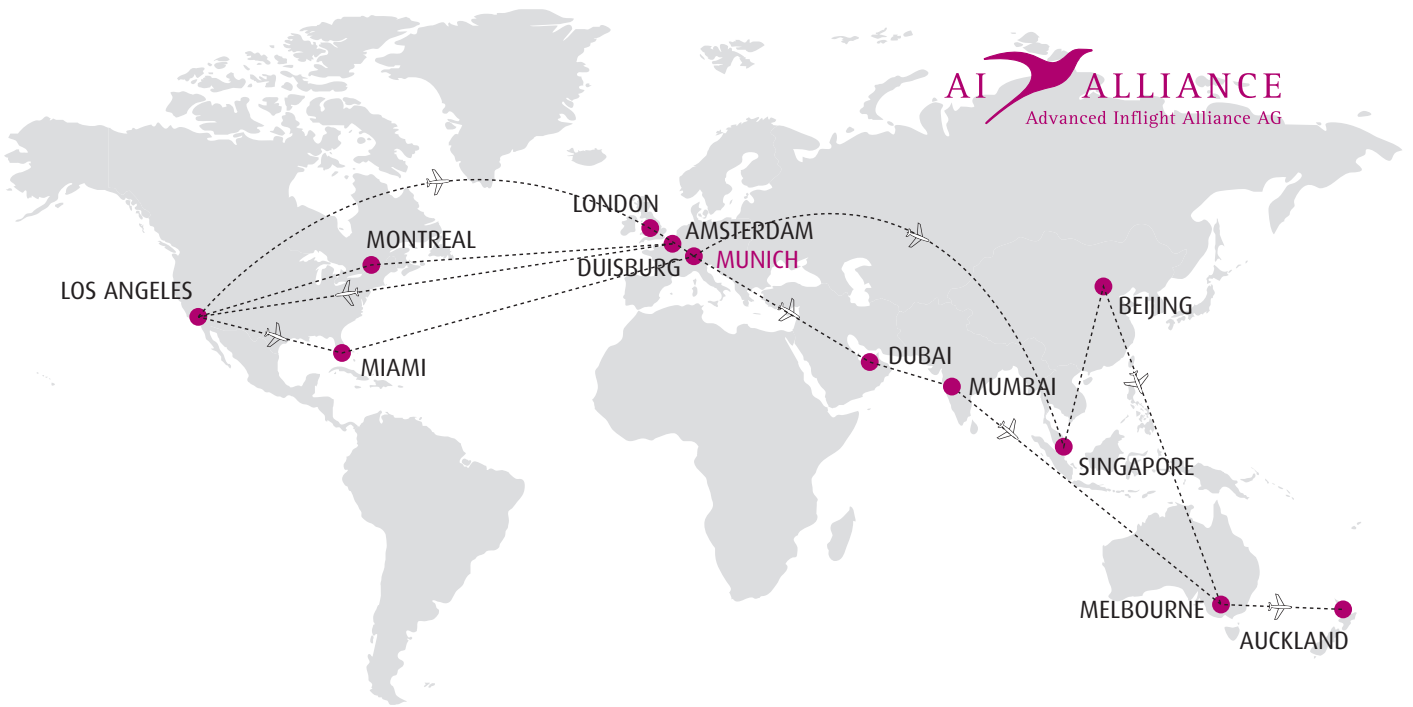 AI ALLIANCE
Advanced Inflight Alliance AG
LONDON
AMSTERDAM
MONTREAL
DUISBURG
MUNICH
LOS ANGELES
BEIJING
MIAMI
DUBAI
MUMBAI
SINGAPORE
MELBOURNE
AUCKLAND